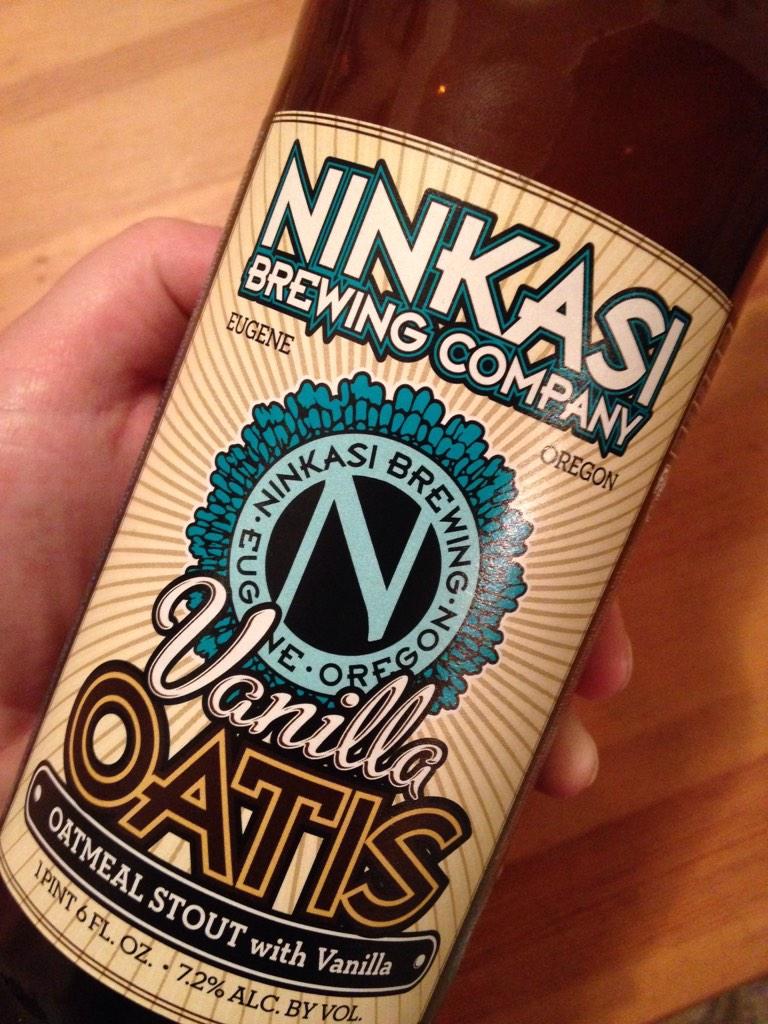 NINKASI
BREWING COMPANY
EUGENE
OREGON
NINKASI BREWING · EUGENE · OREGON ·
N
Vanilla
OATIS
OATMEAL STOUT with Vanilla
1 PINT 6 FL. OZ. · 7.2% ALC. BY VOL.